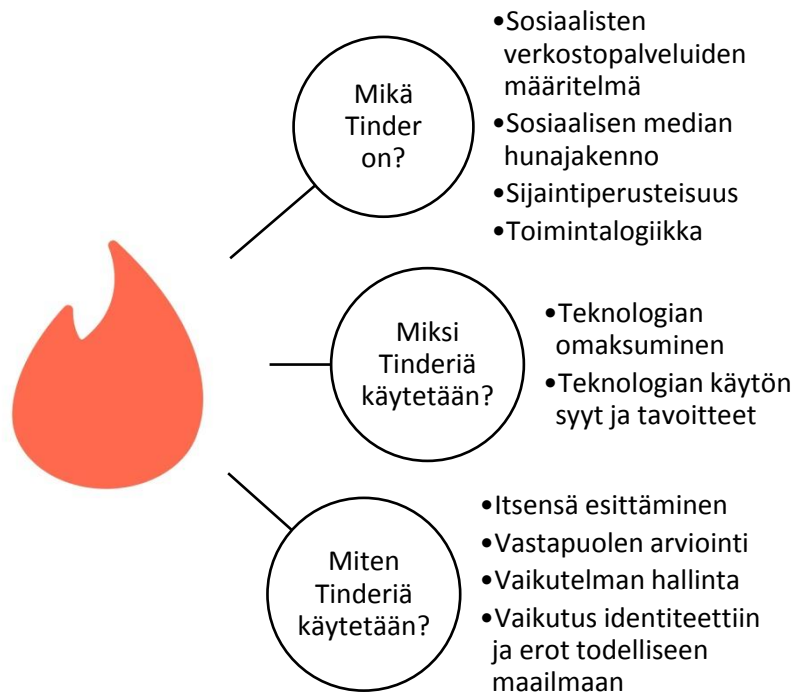 Mikä
Tinder
on?
•Sosiaalisten
verkostopalveluiden
määritelmä
•Sosiaalisen median
hunajakenno
•Sijaintiperusteisuus
•Toimintalogiikka
Miksi
Tinderiä
käytetään?
•Teknologian
omaksuminen
•Teknologian käytön
syyt ja tavoitteet
Miten
Tinderiä
käytetään?
•Itsensä esittäminen
•Vastapuolen arviointi
•Vaikutelman hallinta
•Vaikutus identiteettiin
ja erot todelliseen
maailmaan